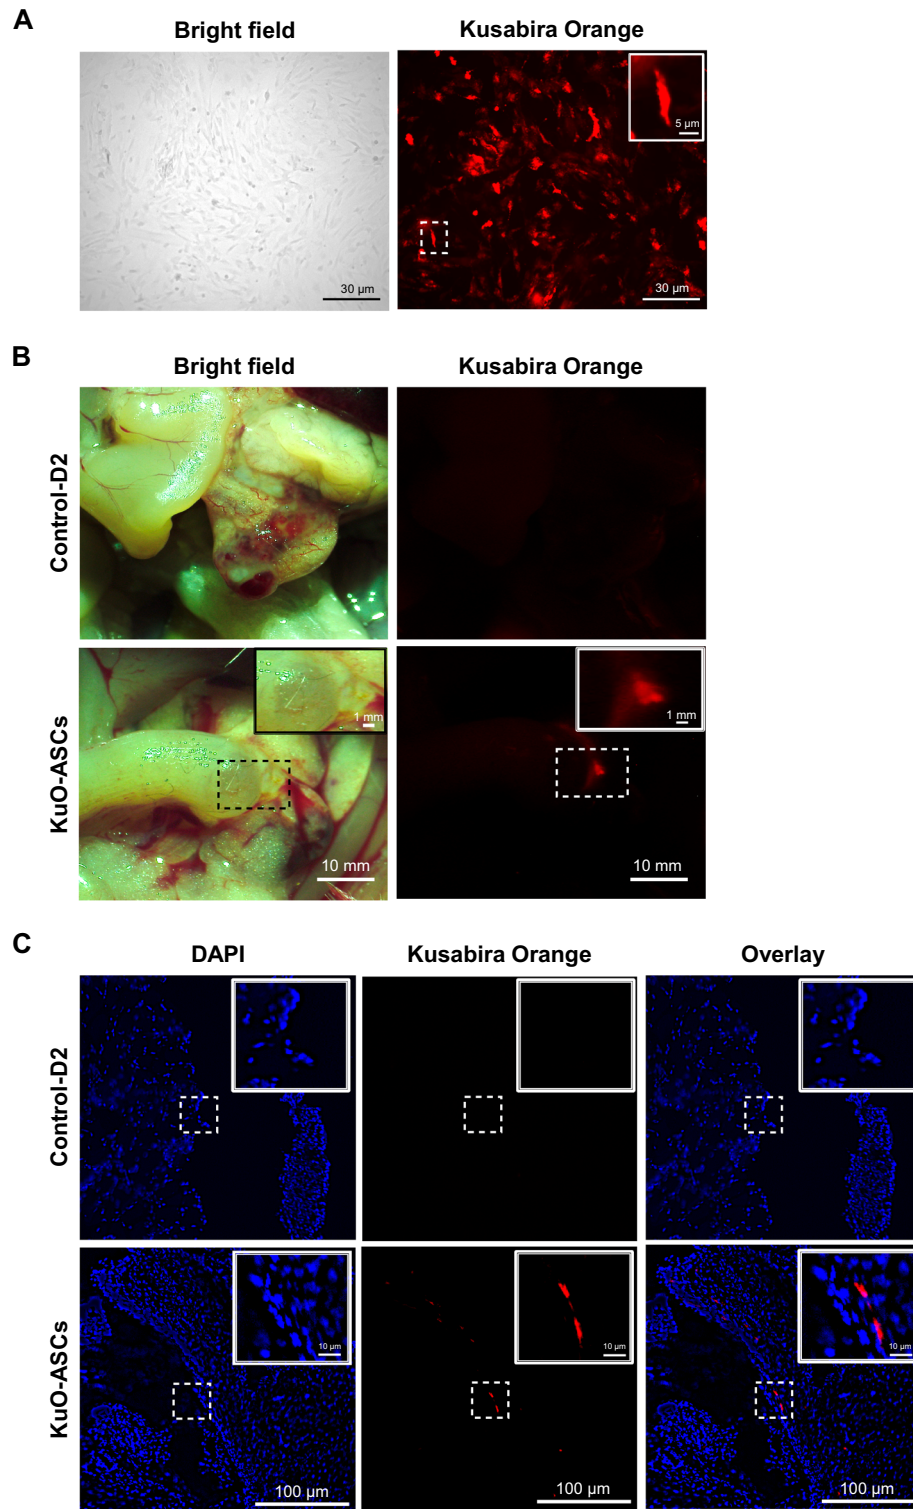 A
Bright field
Kusabira Orange
5 µm
30 µm
30 µm
B
Bright field
Kusabira Orange
Control-D2
KuO-ASCs
1 mm
1 mm
10 mm
10 mm
C
DAPI
Kusabira Orange
Overlay
Control-D2
KuO-ASCs
10 µm
10 µm
10 µm
100 µm
100 µm
100 µm